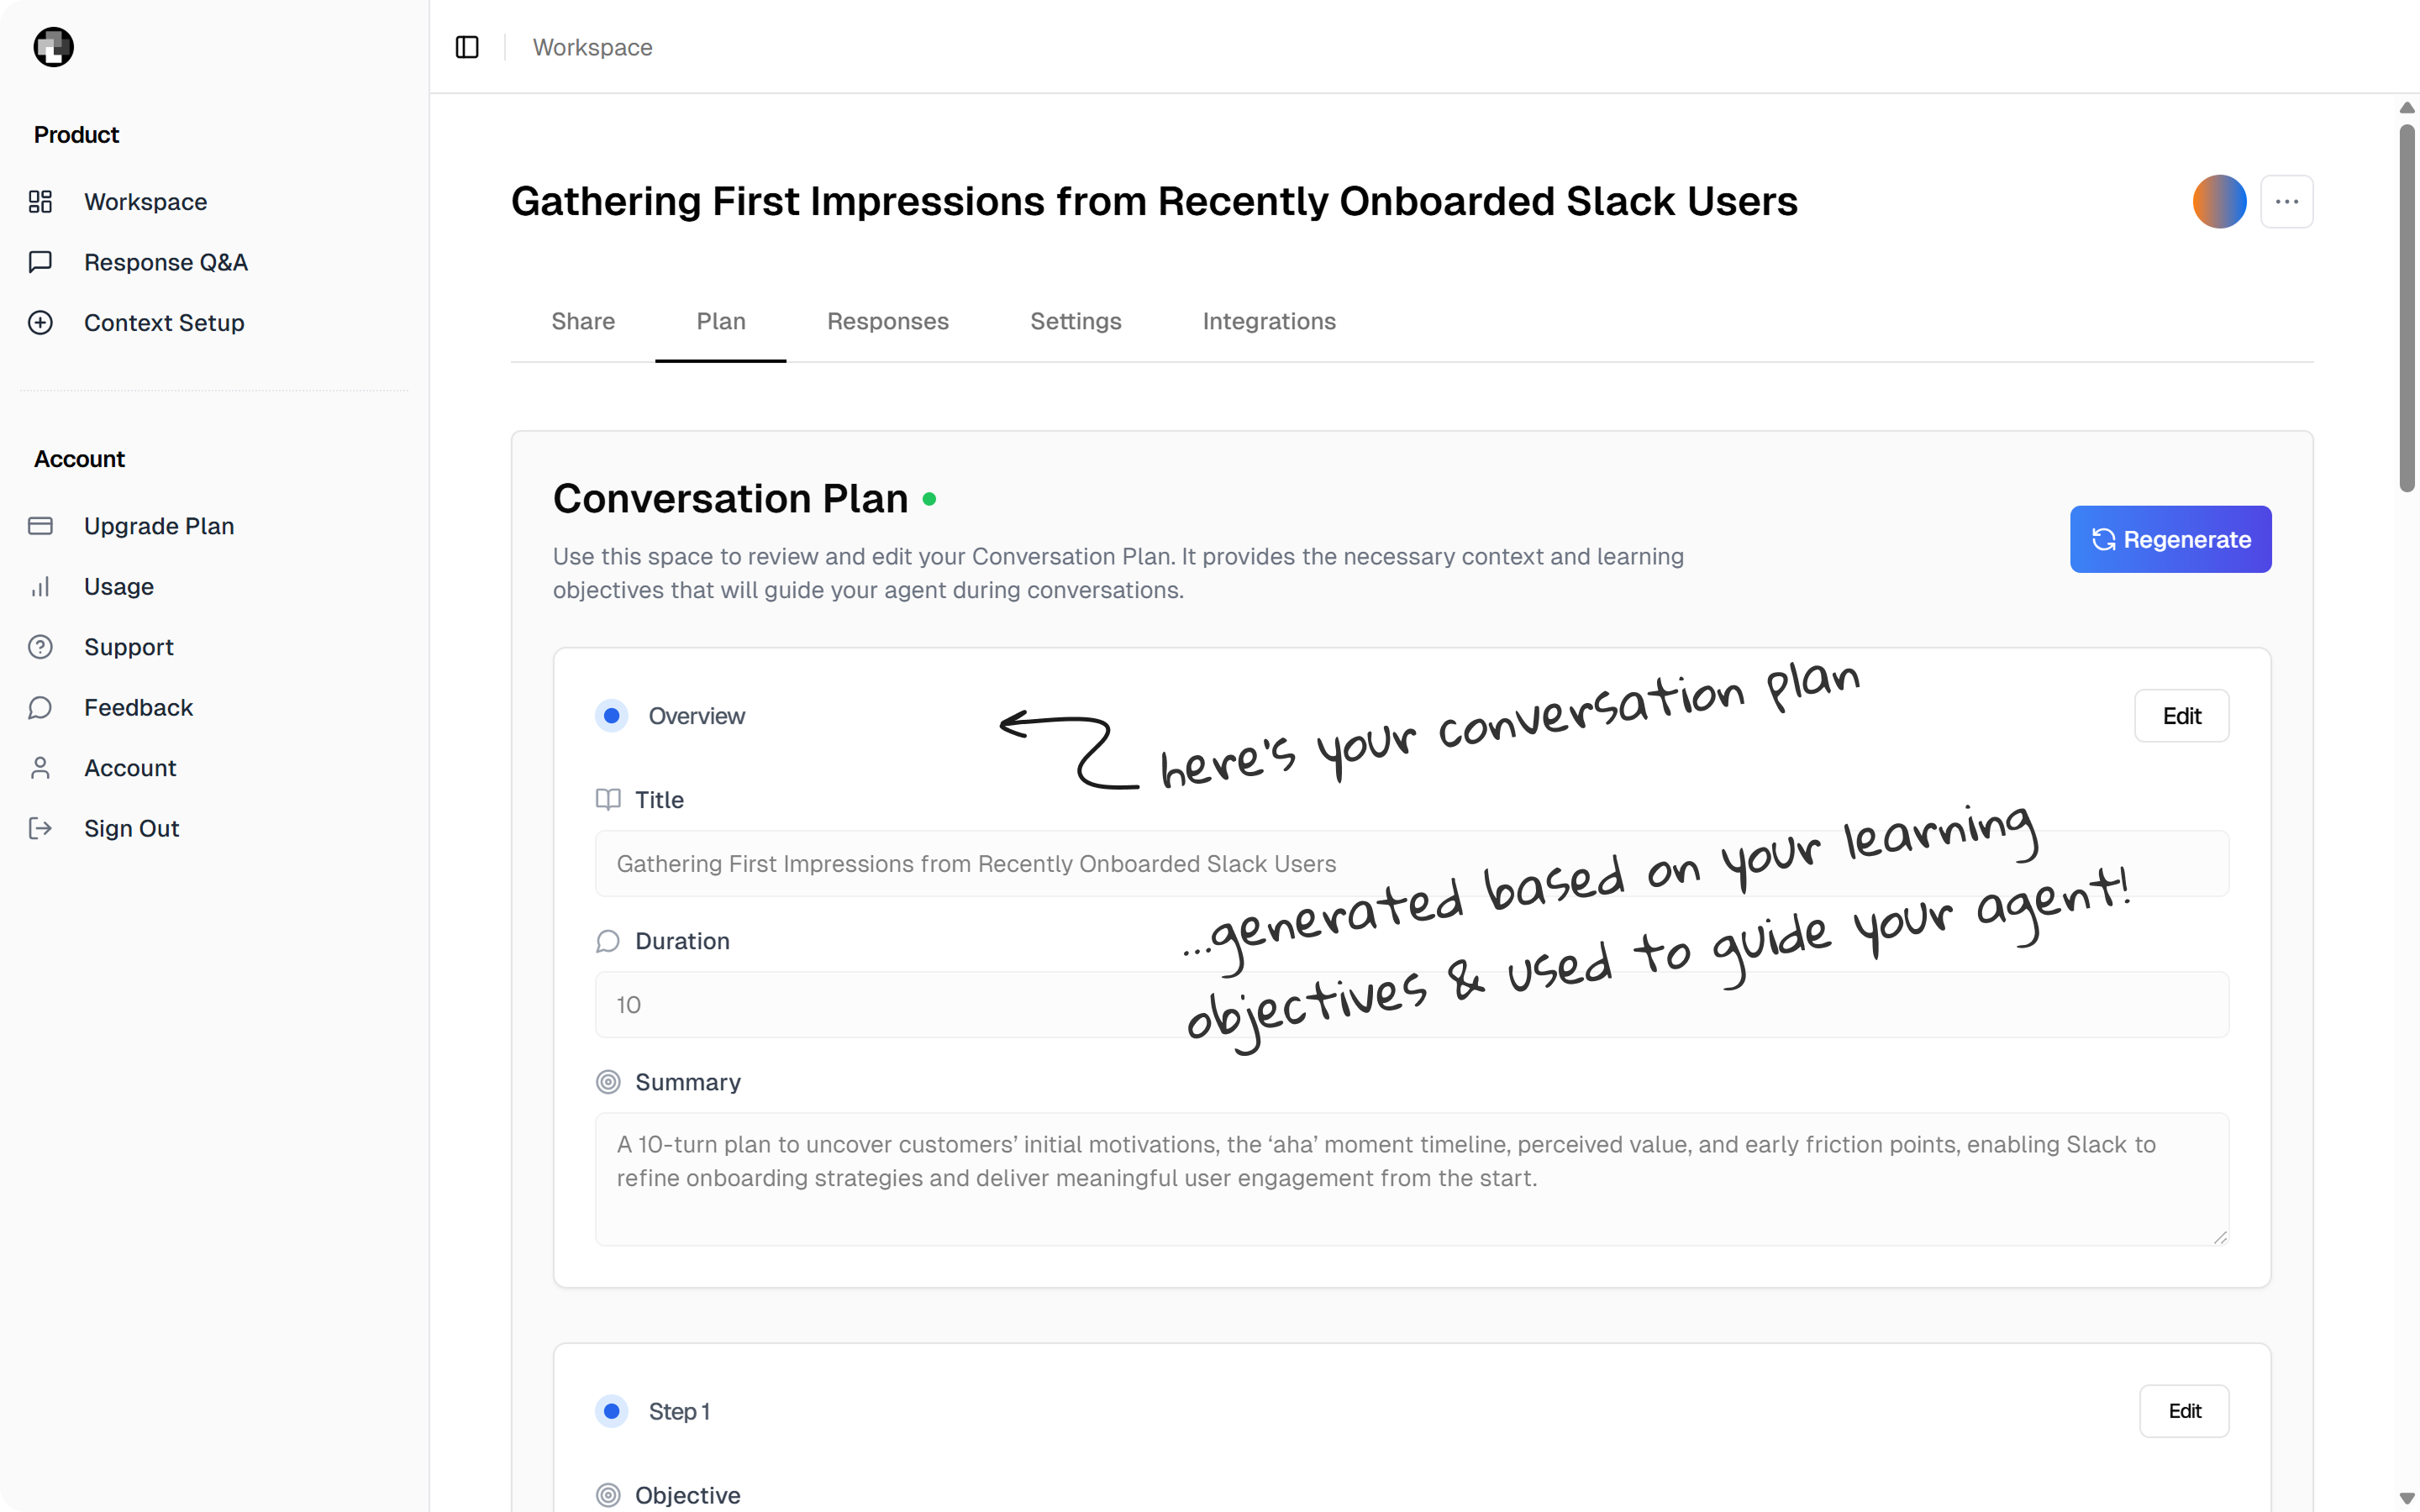 Workspace
Product
Workspace
Response Q&A
Context Setup
Account
Upgrade Plan
Usage
Support
Feedback
Account
Sign Out
Gathering First Impressions from Recently Onboarded Slack Users
Share
Plan
Responses
Settings
Integrations
Conversation Plan
Use this space to review and edit your Conversation Plan. It provides the necessary context and learning
objectives that will guide your agent during conversations.
Regenerate
Overview
here's your conversation plan
Edit
Title
Gathering First Impressions from Recently Onboarded Slack Users
...generated based on your learning
objectives & used to guide your agent!
Duration
10
Summary
A 10-turn plan to uncover customers’ initial motivations, the ‘aha’ moment timeline, perceived value, and early friction points, enabling Slack to
refine onboarding strategies and deliver meaningful user engagement from the start.
Step 1
Edit
Objective